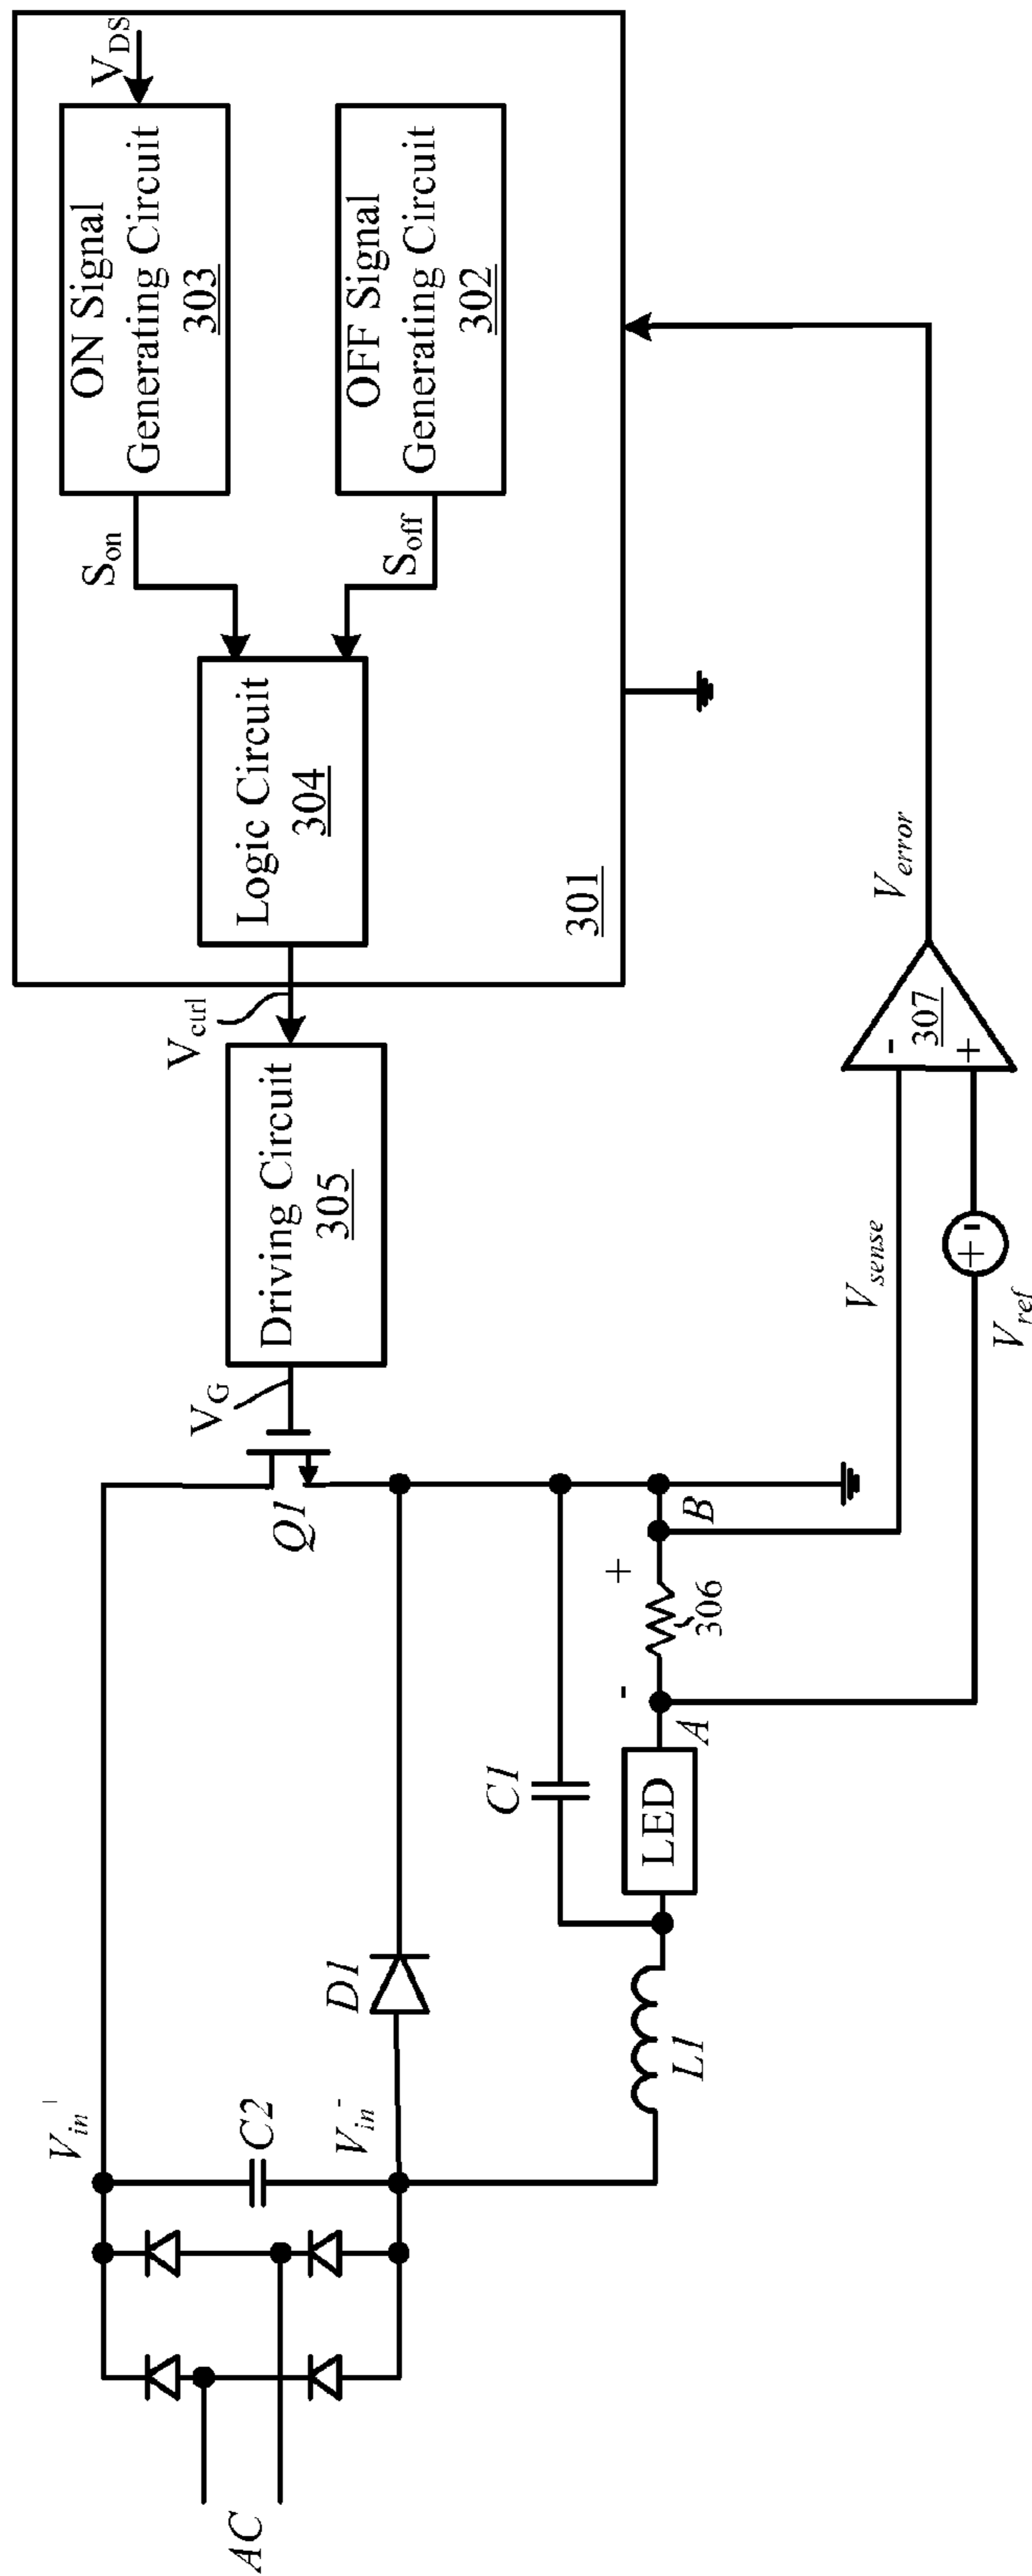 AC
V_in^+
C2
V_in^-
D1
L1
C1
LED
A
-
306
+
B
Q1
V_G
Driving Circuit
305
V_ctrl
Logic Circuit
304
S_on
S_off
ON Signal
Generating Circuit
303
V_DS
OFF Signal
Generating Circuit
302
301
V_sense
V_ref
+ -
-
+
307
V_error